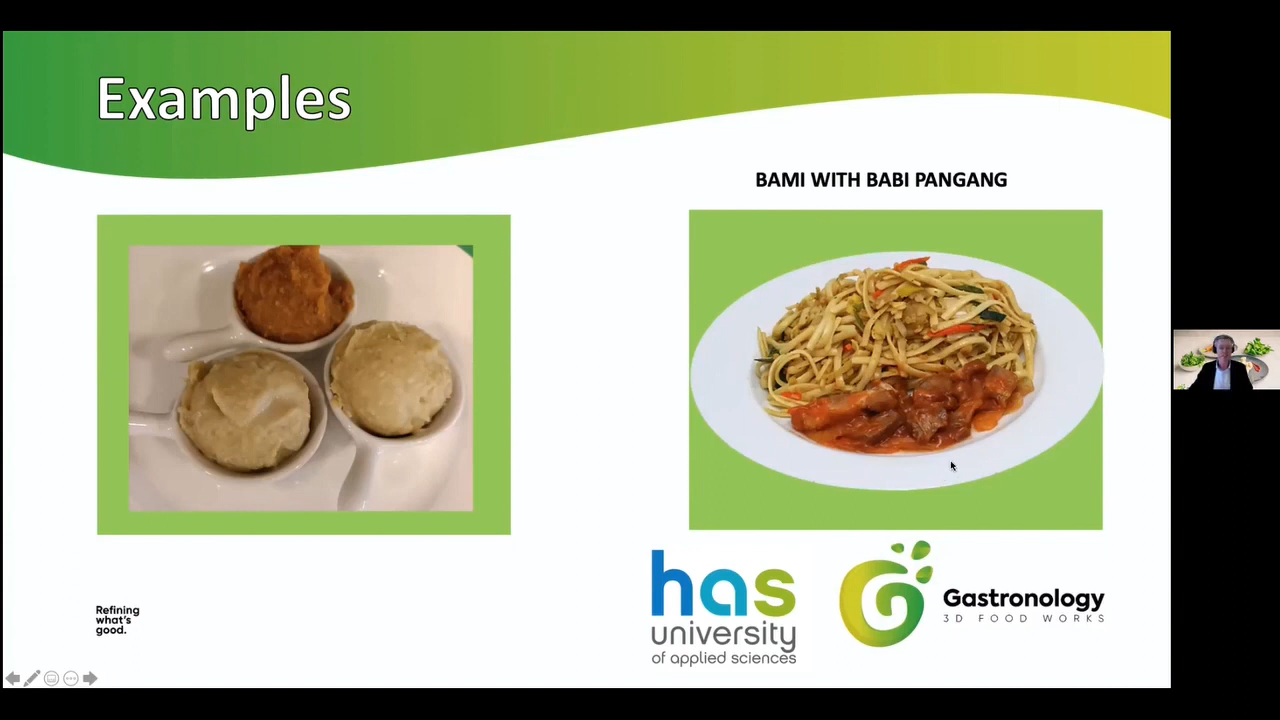 Examples
BAMI WITH BABI PANGANG
has
university
of applied sciences
Gastronology
3D FOOD WORKS
Refining
what's
good.